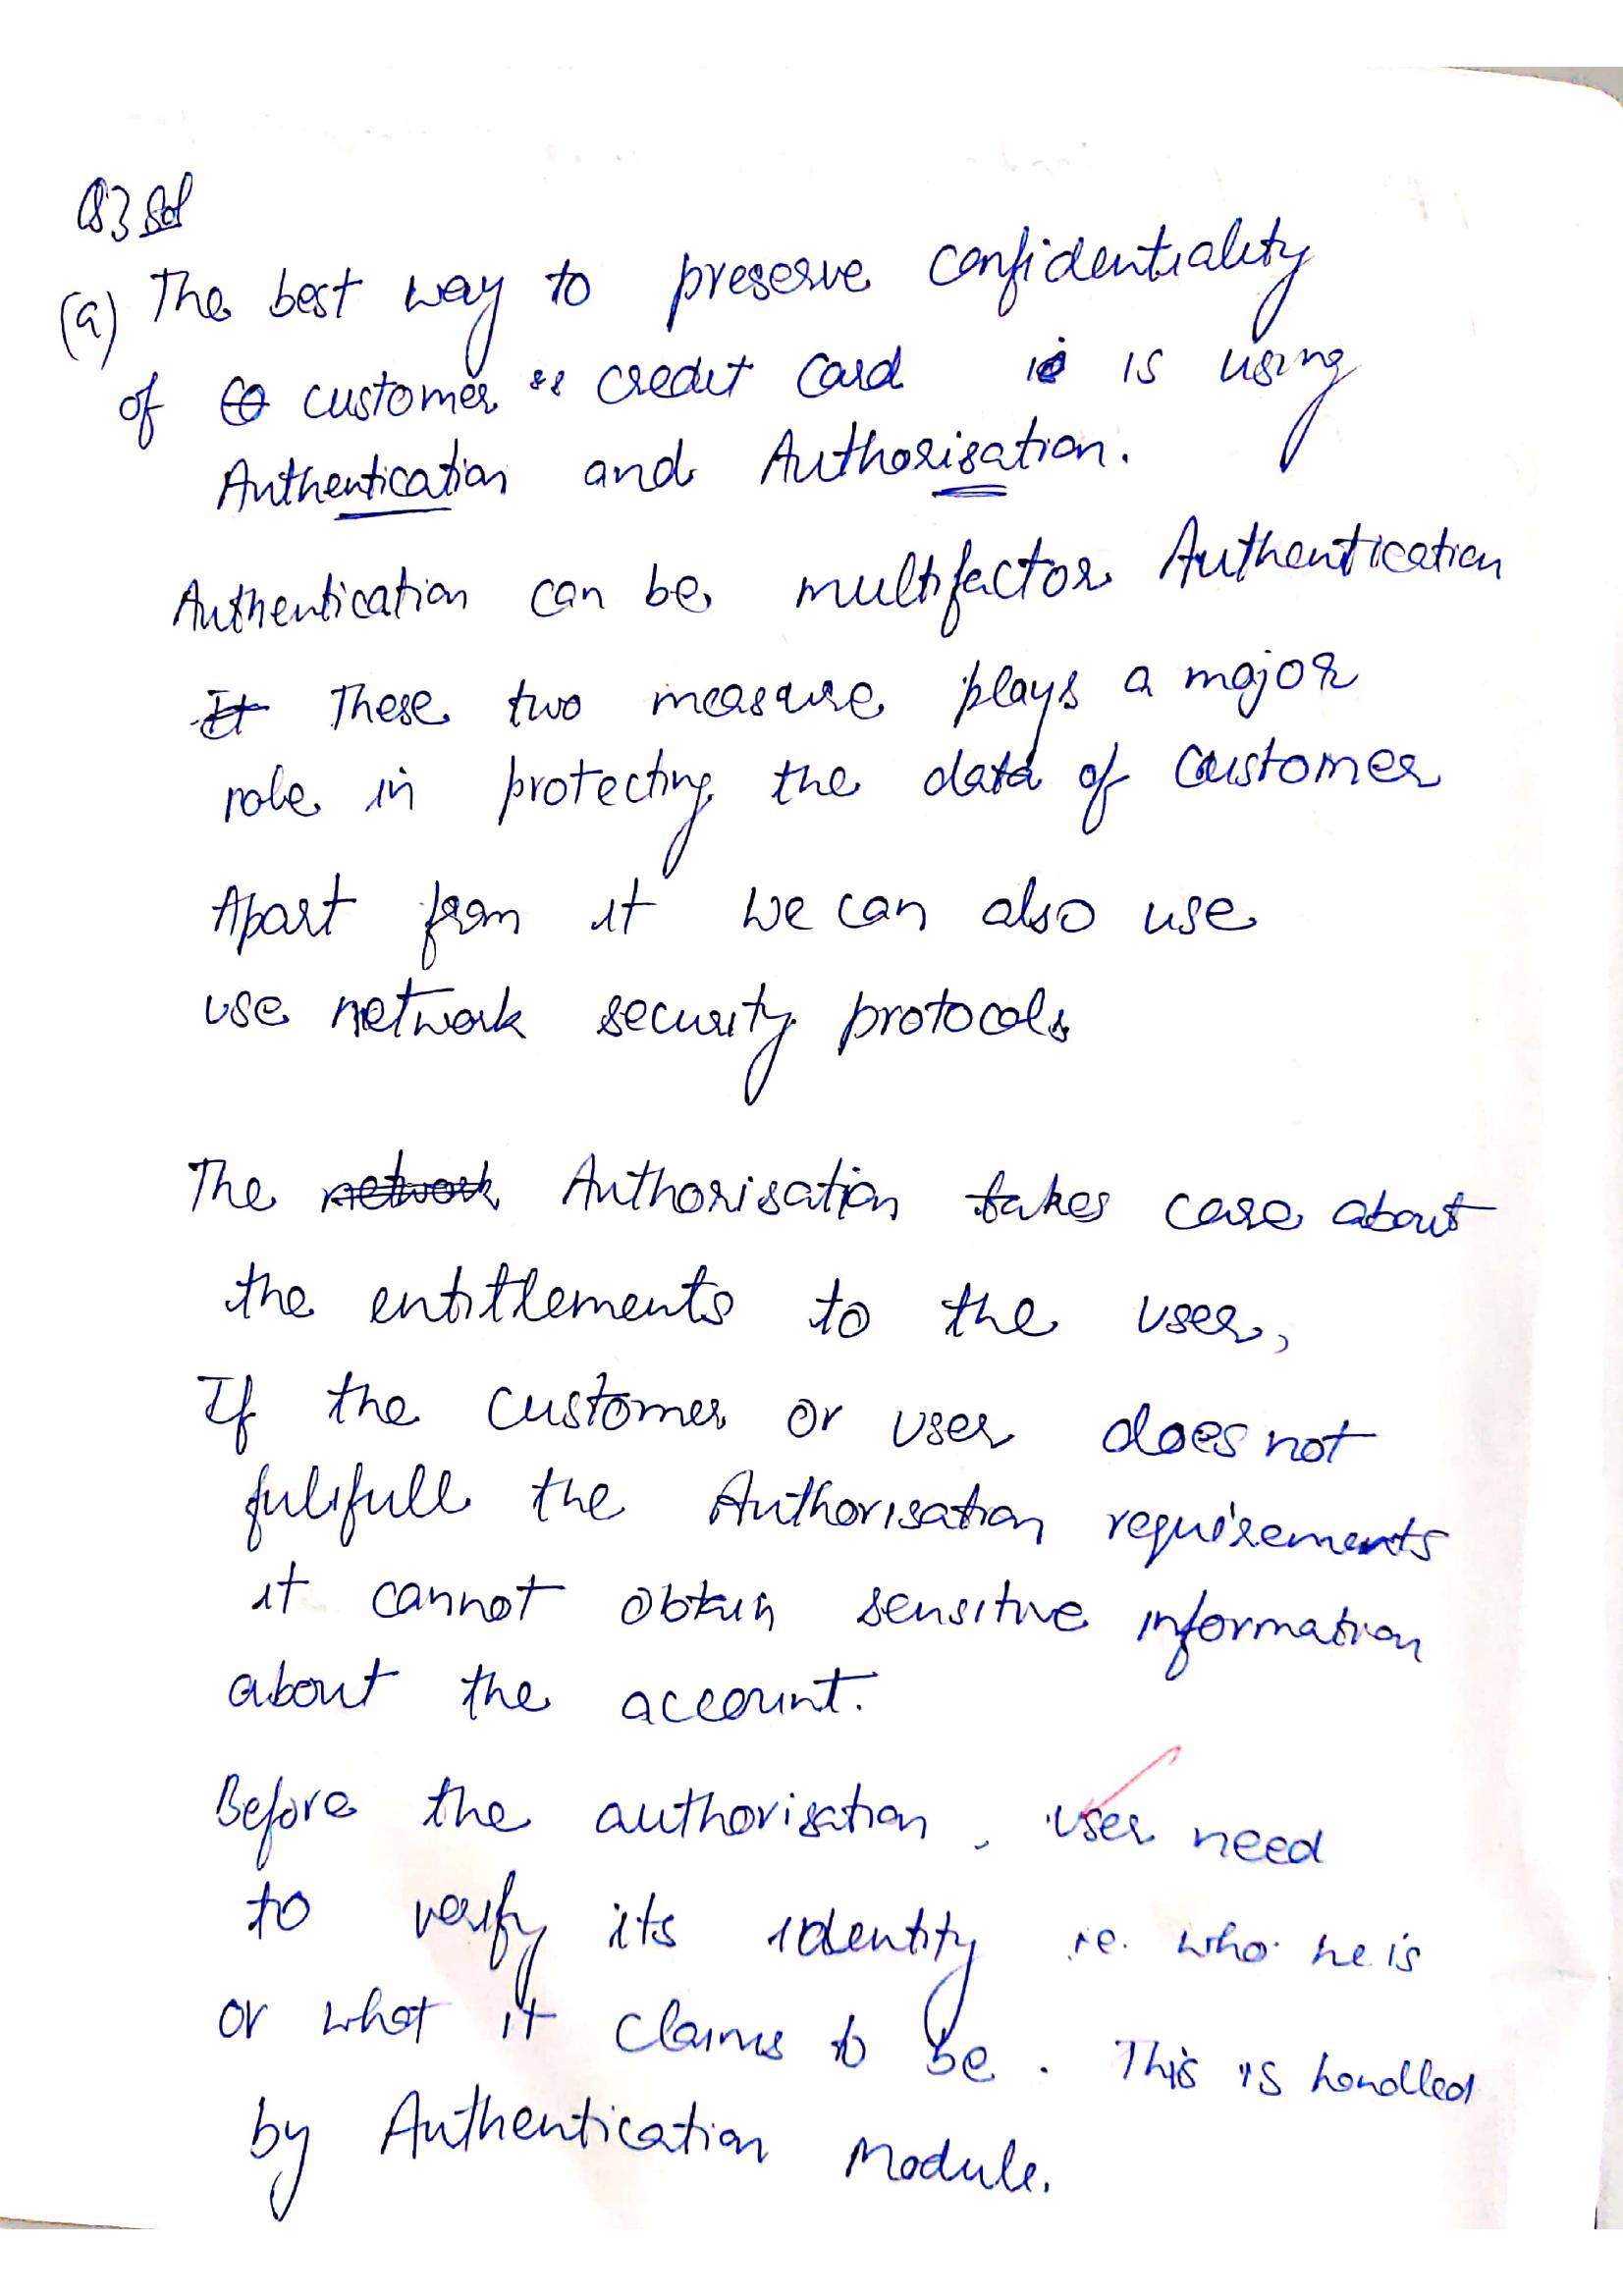 Q3 Sol
(a) The best way to preserve confidentiality
of customer's credit card is using
Authentication and Authorisation.
Authentication can be multifactor Authentication
These two measure plays a major
role in protecting the data of customer
Apart from it we can also use
use network security protocols
The network Authorisation takes care about
the entitlements to the user,
If the customer or user does not
fulifull the Authorisation requirements
it cannot obtain sensitive information
about the account.
Before the authorisation, user need
to verify its identity ie. who he is
or what it claims to be. This is handled
by Authentication Module.